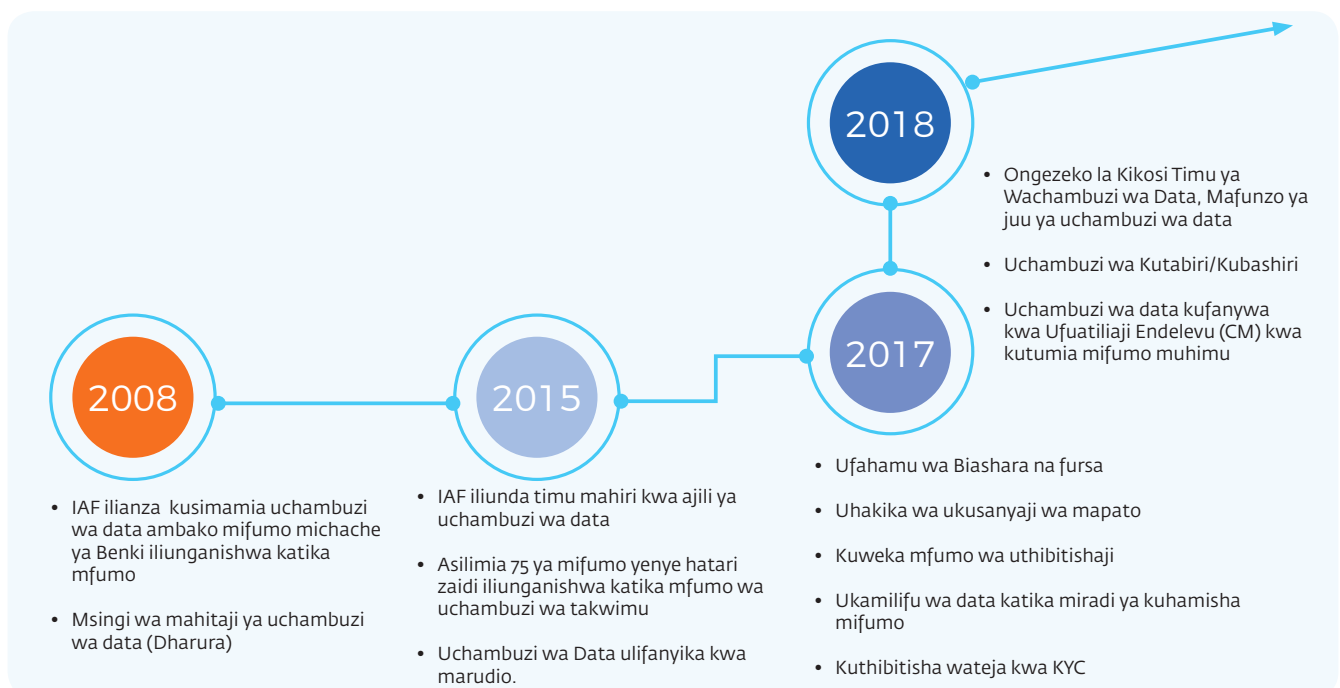 2008
• IAF ilianza kusimamia uchambuzi
wa data ambako mifumo michache
ya Benki iliunganishwa katika
mfumo
• Msingi wa mahitaji ya uchambuzi
wa data (Dharura)
2015
• IAF iliunda timu mahiri kwa ajili ya
uchambuzi wa data
• Asilimia 75 ya mifumo yenye hatari
zaidi iliunganishwa katika mfumo wa
uchambuzi wa takwimu
• Uchambuzi wa Data ulifanyika kwa
marudio.
2017
• Ufahamu wa Biashara na fursa
• Uhakika wa ukusanyaji wa mapato
• Kuweka mfumo wa uthibitishaji
• Ukamilifu wa data katika miradi ya kuhamisha
mifumo
• Kuthibitisha wateja kwa KYC
2018
• Ongezeko la Kikosi Timu ya
Wachambuzi wa Data, Mafunzo ya
juu ya uchambuzi wa data
• Uchambuzi wa Kutabiri/Kubashiri
• Uchambuzi wa data kufanywa
kwa Ufuatiliaji Endelevu (CM) kwa
kutumia mifumo muhimu